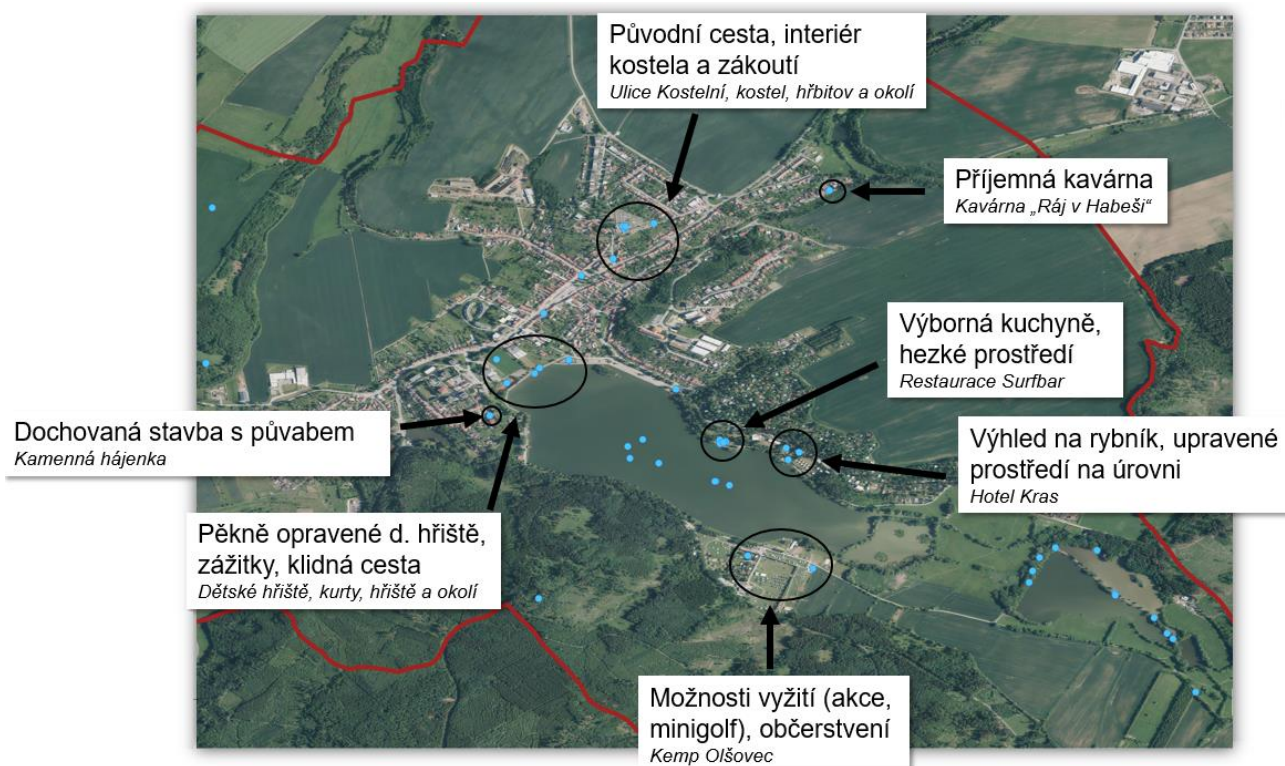 Původní cesta, interiér
kostela a zákoutí
Ulice Kostelní, kostel, hřbitov a okolí
Příjemná kavárna
Kavárna „Ráj v Habeši“
Výborná kuchyně,
hezké prostředí
Restaurace Surfbar
Dochovaná stavba s půvabem
Kamenná hájenka
Výhled na rybník, upravené
prostředí na úrovni
Hotel Kras
Pěkně opravené d. hřiště,
zážitky, klidná cesta
Dětské hřiště, kurty, hřiště a okolí
Možnosti vyžití (akce,
minigolf), občerstvení
Kemp Olšovec